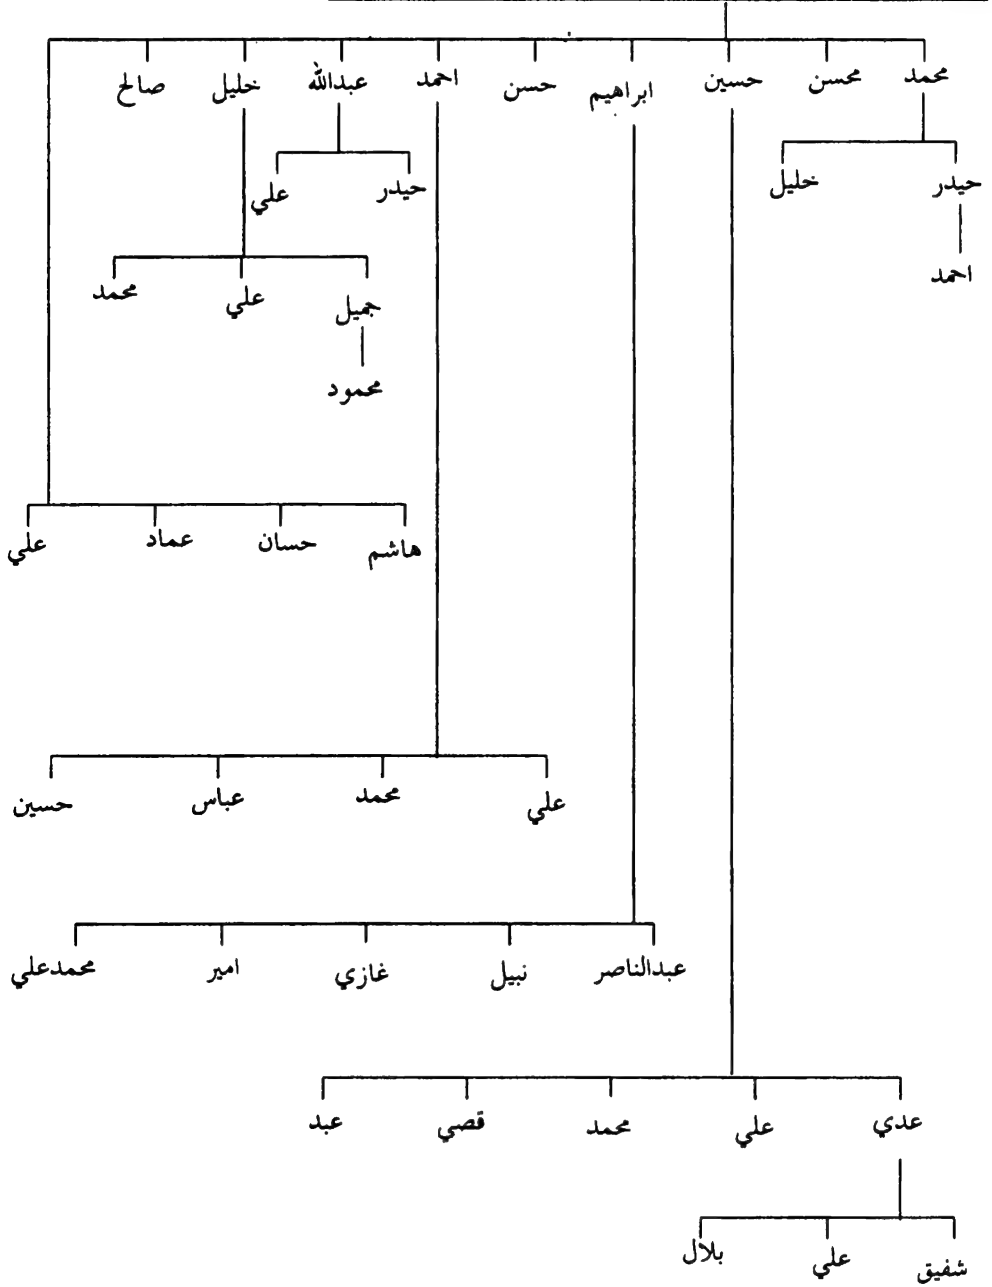 محمد محسن حسين ابراهيم حسن احمد عبدالله خليل صالح
حيدر خليل حيدر علي
احمد
جميل علي محمد
محمود
هاشم حسان عماد علي
علي محمد عباس حسين
عبدالناصر نبيل غازي امير محمدعلي
عدي علي محمد قصي عبد
شفيق علي بلال